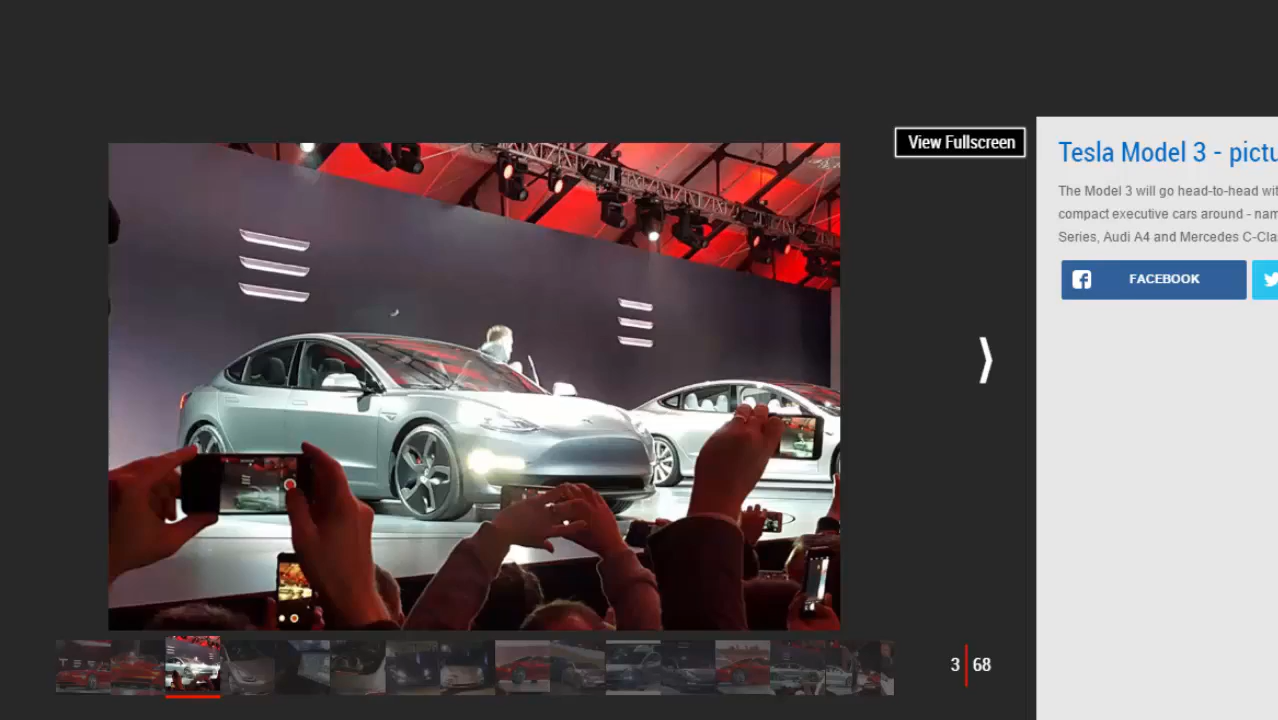 View Fullscreen
Tesla Model 3 - pictu
The Model 3 will go head-to-head wit
compact executive cars around - nam
Series, Audi A4 and Mercedes C-Cla
FACEBOOK
3 68